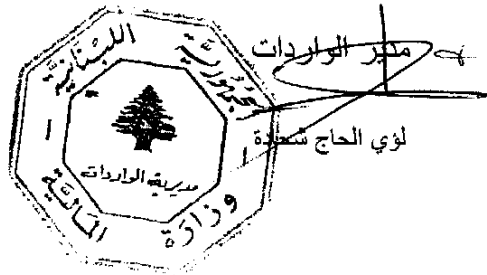 الجمهورية اللبنانية
وزارة المالية
مديرية الواردات
مدير الواردات
لؤي الحاج شحادة